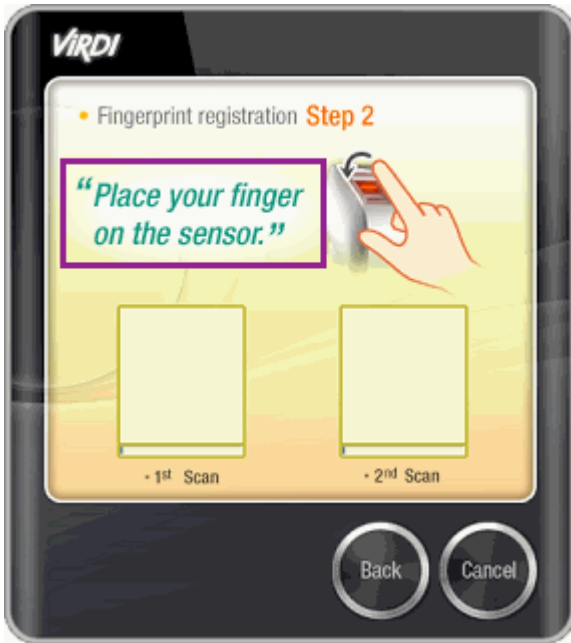 ViRDI
• Fingerprint registration Step 2
“Place your finger
on the sensor.”
• 1st Scan
• 2nd Scan
Back
Cancel